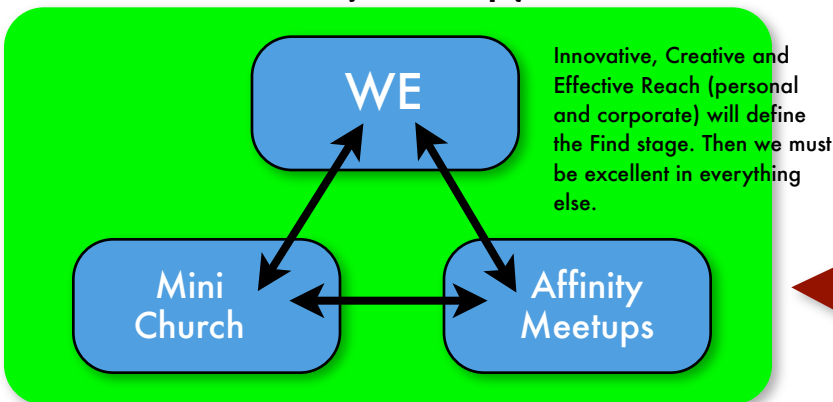 WE
Innovative, Creative and
Effective Reach (personal
and corporate) will define
the Find stage. Then we must
be excellent in everything
else.
Mini
Church
Affinity
Meetups